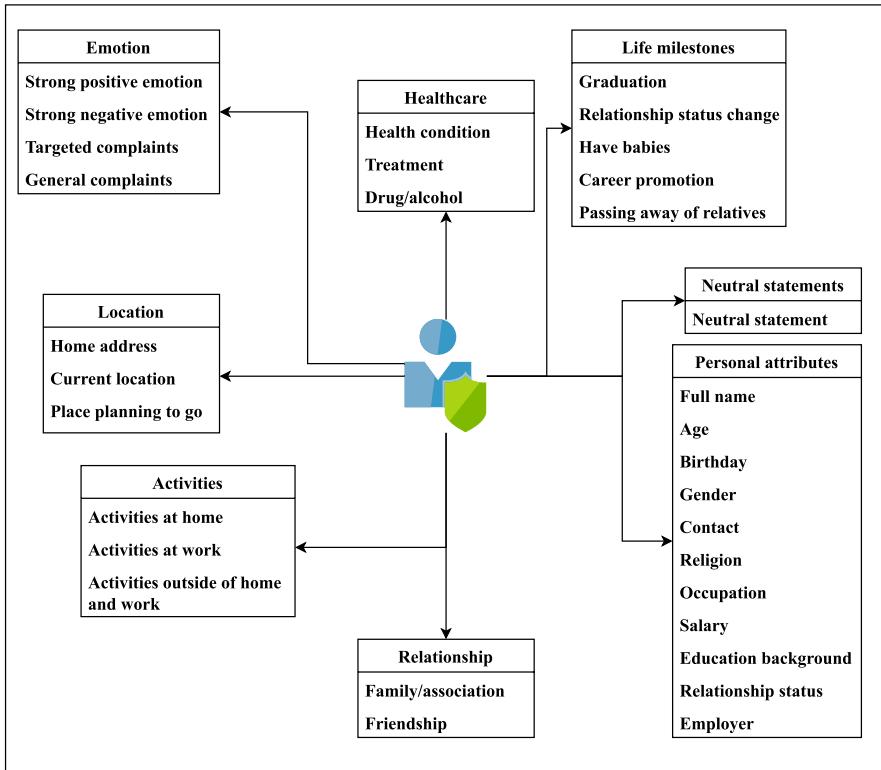 Emotion
Strong positive emotion
Strong negative emotion
Targeted complaints
General complaints
Healthcare
Health condition
Treatment
Drug/alcohol
Life milestones
Graduation
Relationship status change
Have babies
Career promotion
Passing away of relatives
Location
Home address
Current location
Place planning to go
Neutral statements
Neutral statement
Personal attributes
Full name
Age
Birthday
Gender
Contact
Religion
Occupation
Salary
Education background
Relationship status
Employer
Activities
Activities at home
Activities at work
Activities outside of home
and work
Relationship
Family/association
Friendship